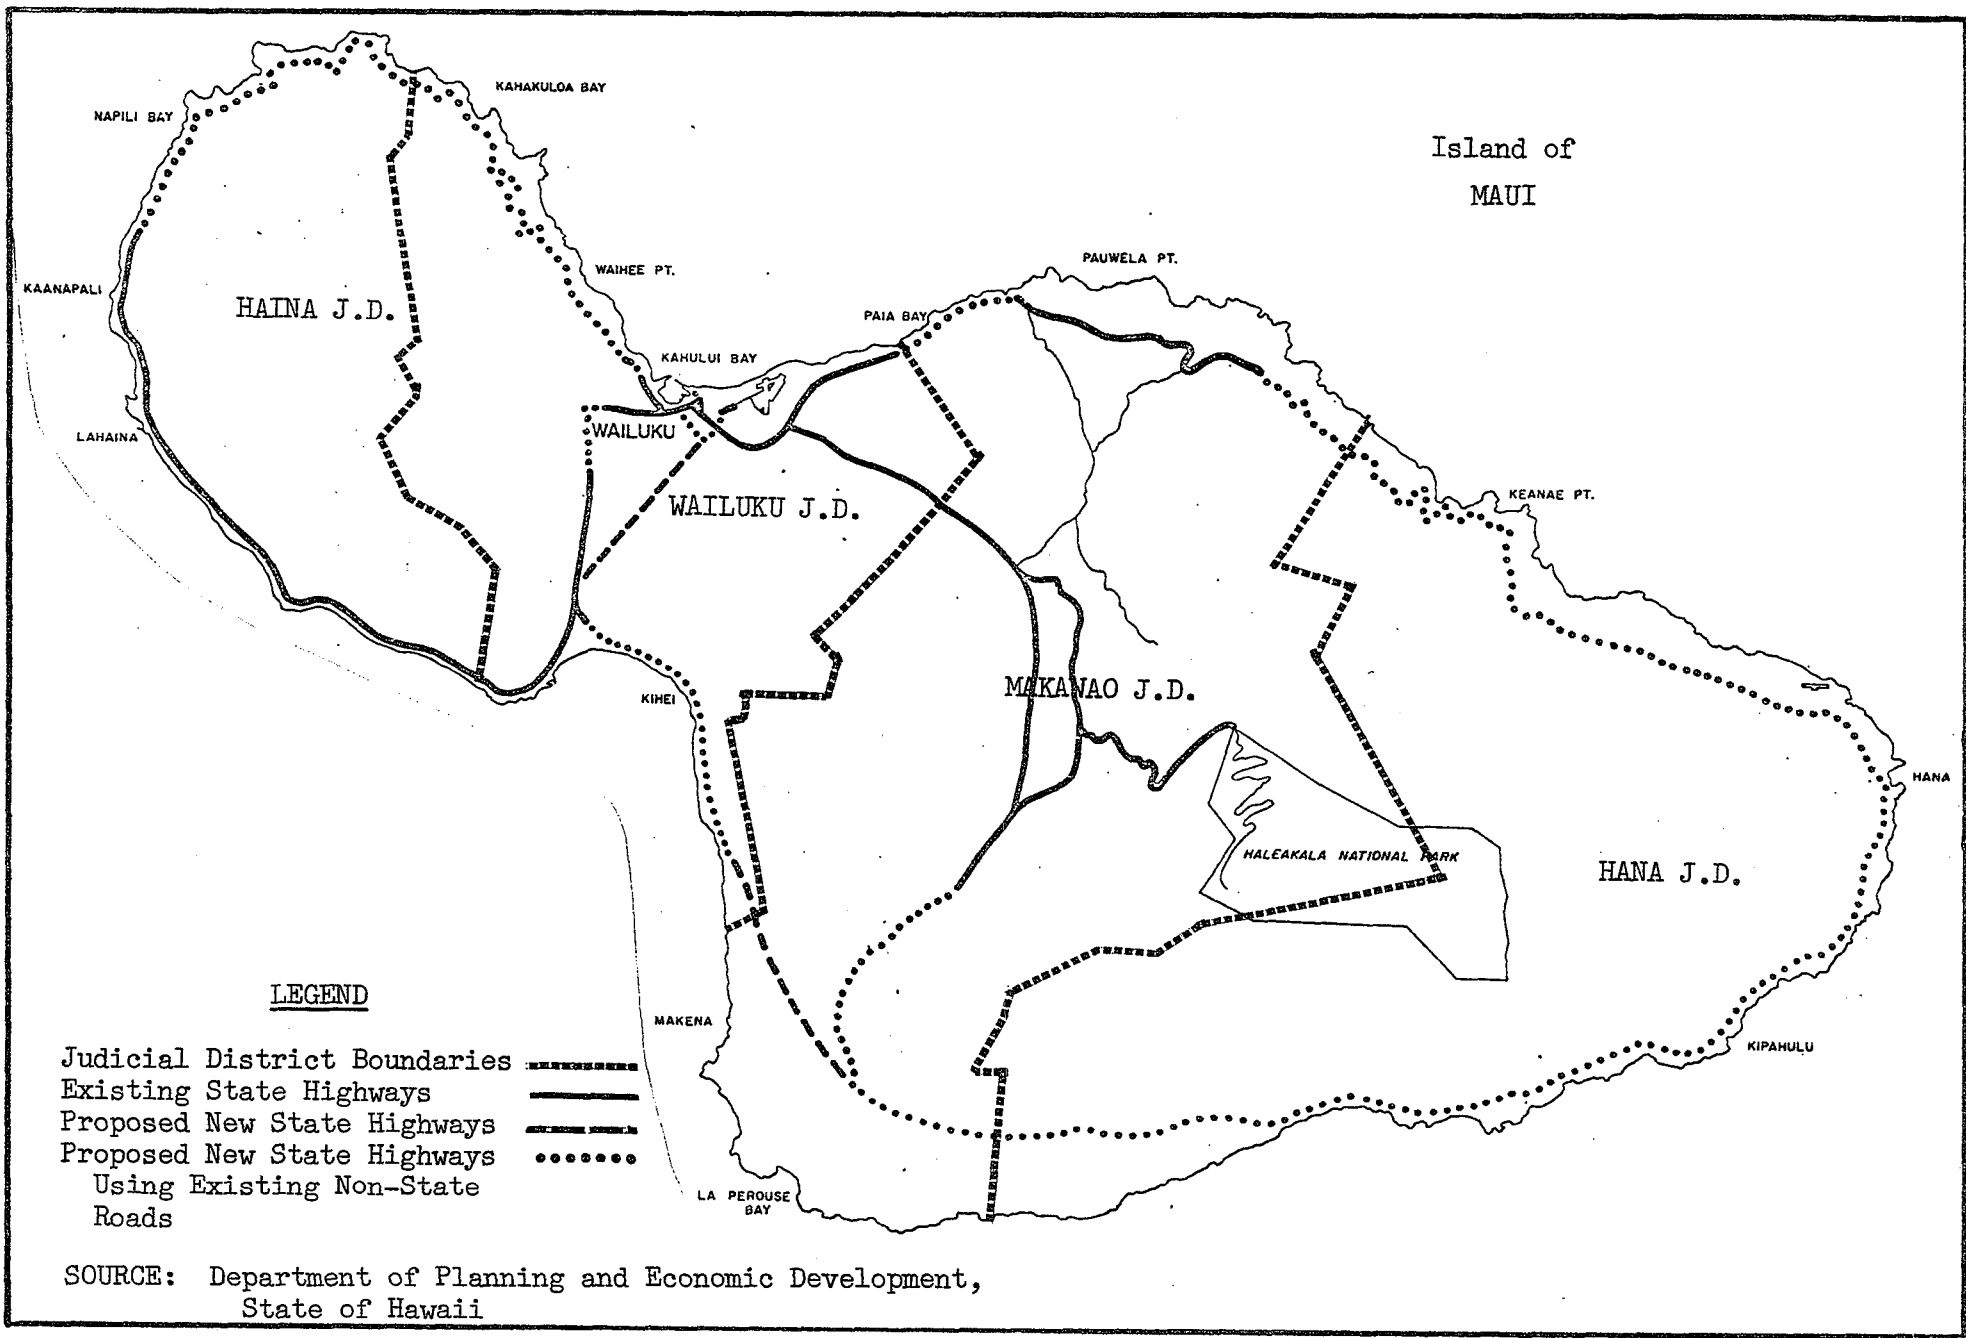 Island of
MAUI
KAHAKULOA BAY
NAPILI BAY
WAIHEE PT.
PAUWELA PT.
KAANAPALI
HAINA J.D.
PAIA BAY
KAHULUI BAY
LAHAINA
WAILUKU
WAILUKU J.D.
KEANAE PT.
KIHEI
MAKAWAO J.D.
HANA
HALEAKALA NATIONAL PARK
HANA J.D.
MAKENA
KIPAHULU
LA PEROUSE
BAY
LEGEND
Judicial District Boundaries
Existing State Highways
Proposed New State Highways
Proposed New State Highways
Using Existing Non-State
Roads
SOURCE: Department of Planning and Economic Development,
State of Hawaii